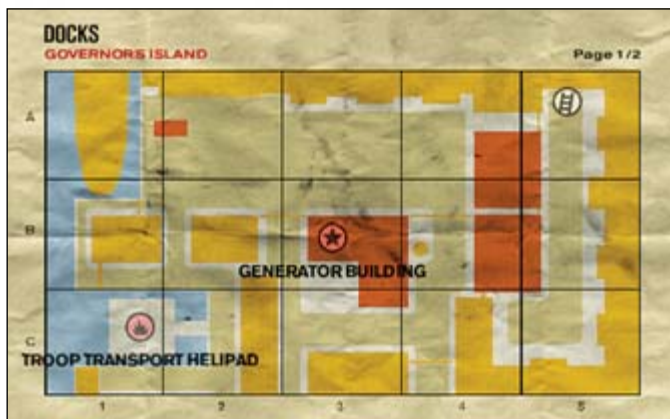 DOCKS
GOVERNORS ISLAND
Page 1/2
A
B
GENERATOR BUILDING
C
TROOP TRANSPORT HELIPAD
1 2 3 4 5